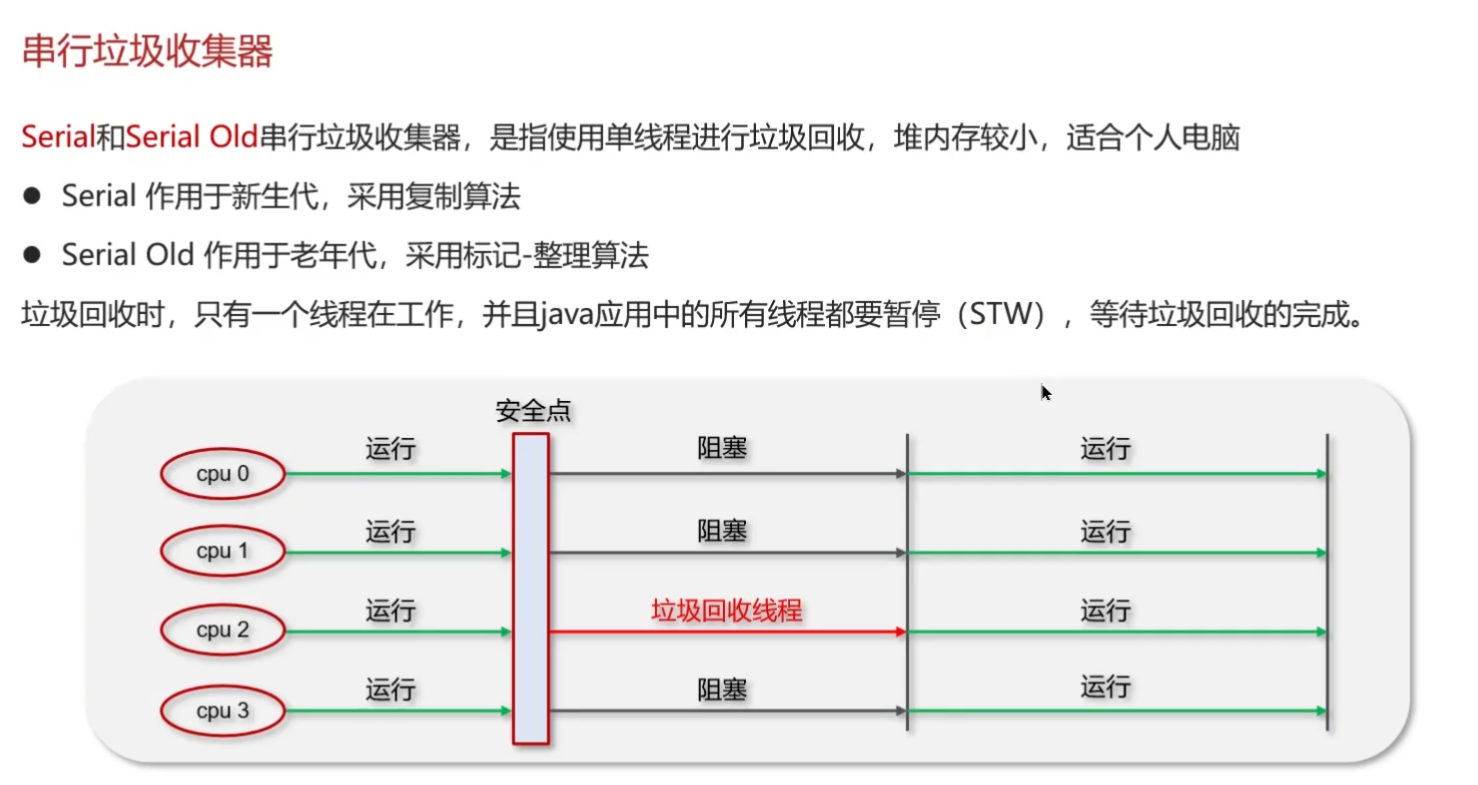 串行垃圾收集器
Serial和Serial Old串行垃圾收集器，是指使用单线程进行垃圾回收，堆内存较小，适合个人电脑
● Serial 作用于新生代，采用复制算法
● Serial Old 作用于老年代，采用标记-整理算法
垃圾回收时，只有一个线程在工作，并且java应用中的所有线程都要暂停（STW），等待垃圾回收的完成。
安全点
cpu 0 运行 阻塞 运行
cpu 1 运行 阻塞 运行
cpu 2 运行 垃圾回收线程 运行
cpu 3 运行 阻塞 运行